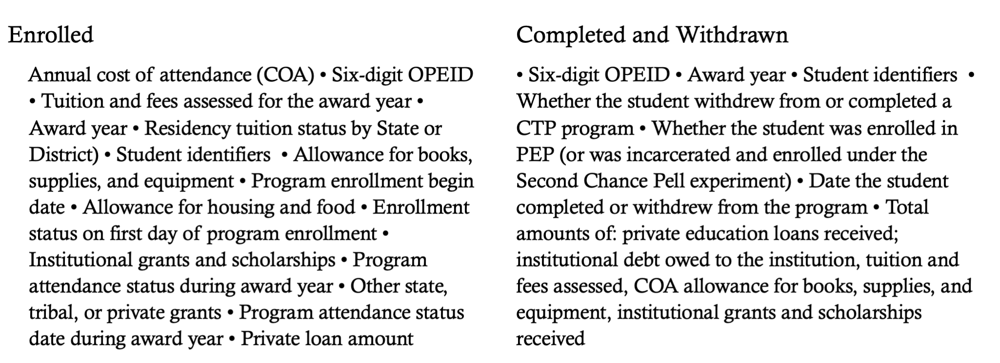 Enrolled
Annual cost of attendance (COA) • Six-digit OPEID
• Tuition and fees assessed for the award year •
Award year • Residency tuition status by State or
District) • Student identifiers  • Allowance for books,
supplies, and equipment • Program enrollment begin
date • Allowance for housing and food • Enrollment
status on first day of program enrollment •
Institutional grants and scholarships • Program
attendance status during award year • Other state,
tribal, or private grants • Program attendance status
date during award year • Private loan amount
Completed and Withdrawn
• Six-digit OPEID • Award year • Student identifiers  •
Whether the student withdrew from or completed a
CTP program • Whether the student was enrolled in
PEP (or was incarcerated and enrolled under the
Second Chance Pell experiment) • Date the student
completed or withdrew from the program • Total
amounts of: private education loans received;
institutional debt owed to the institution, tuition and
fees assessed, COA allowance for books, supplies, and
equipment, institutional grants and scholarships
received